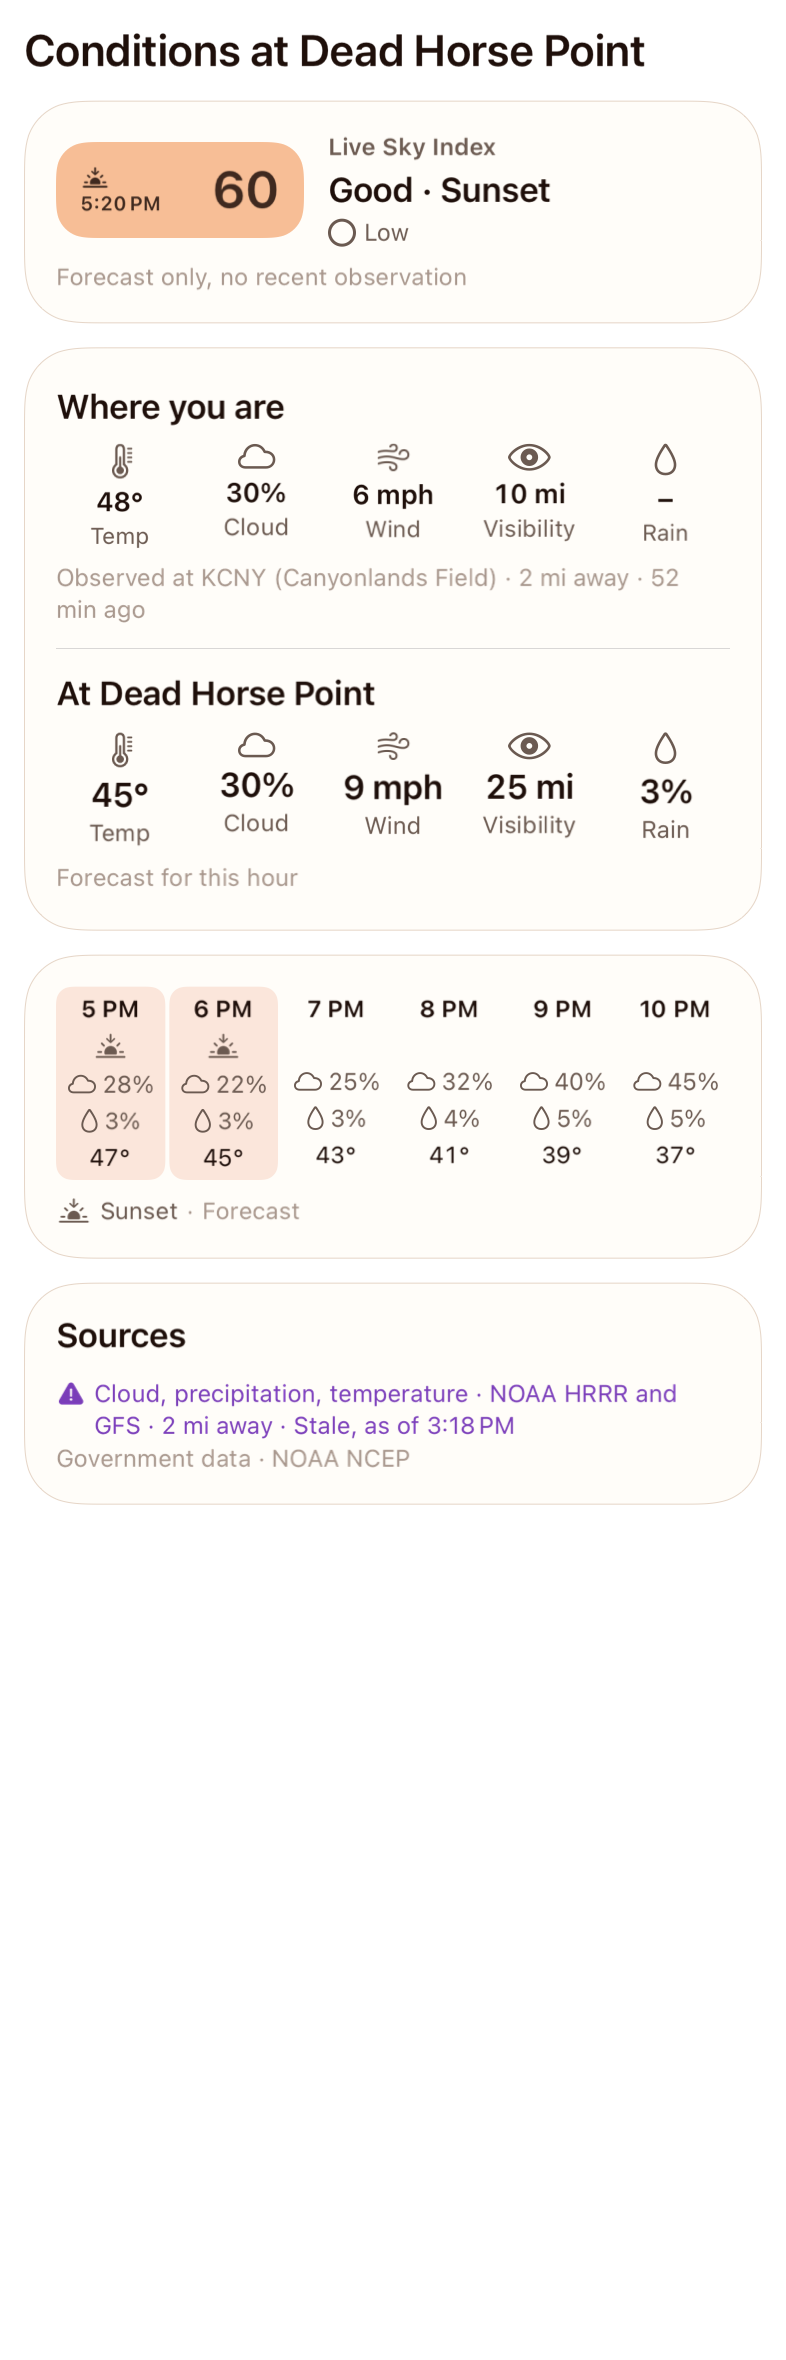 Conditions at Dead Horse Point
5:20 PM
60
Live Sky Index
Good · Sunset
Low
Forecast only, no recent observation
Where you are
48° 30% 6 mph 10 mi –
Temp Cloud Wind Visibility Rain
Observed at KCNY (Canyonlands Field) · 2 mi away · 52
min ago
At Dead Horse Point
45° 30% 9 mph 25 mi 3%
Temp Cloud Wind Visibility Rain
Forecast for this hour
5 PM 6 PM 7 PM 8 PM 9 PM 10 PM
28% 22% 25% 32% 40% 45%
3% 3% 3% 4% 5% 5%
47° 45° 43° 41° 39° 37°
Sunset · Forecast
Sources
Cloud, precipitation, temperature · NOAA HRRR and
GFS · 2 mi away · Stale, as of 3:18 PM
Government data · NOAA NCEP